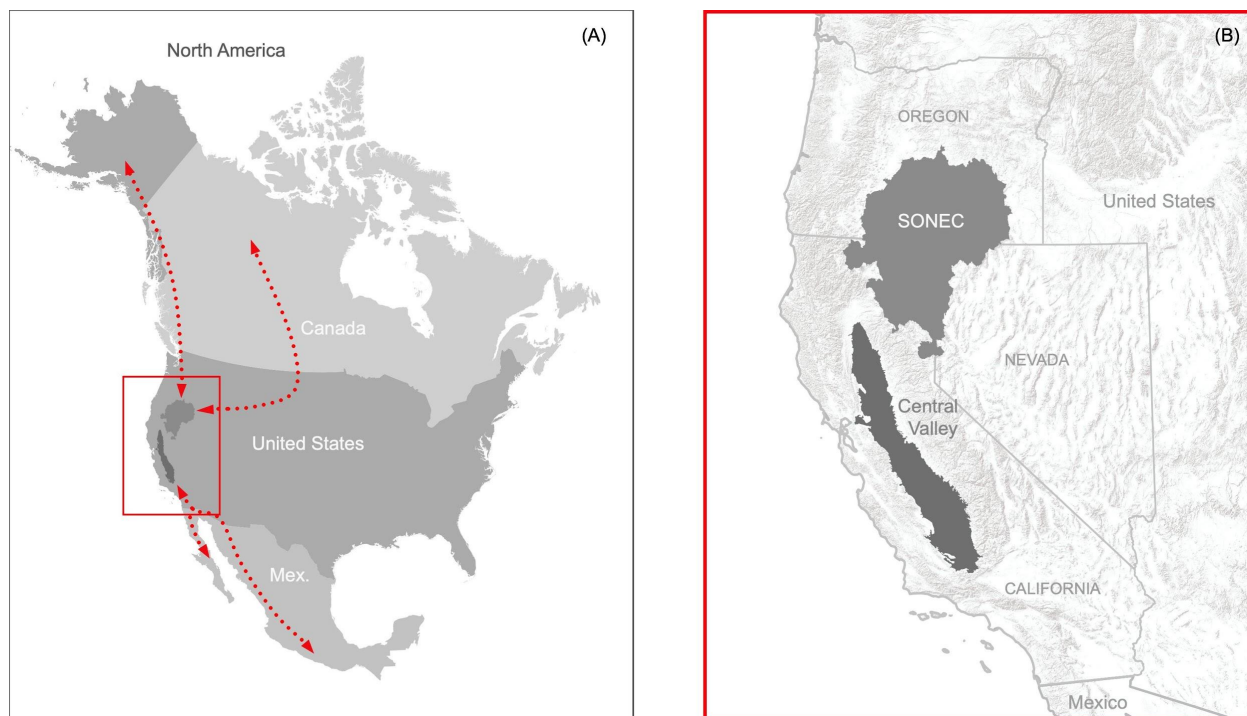 North America
(A)
Canada
United States
Mex.
(B)
OREGON
United States
SONEC
NEVADA
Central
Valley
CALIFORNIA
Mexico